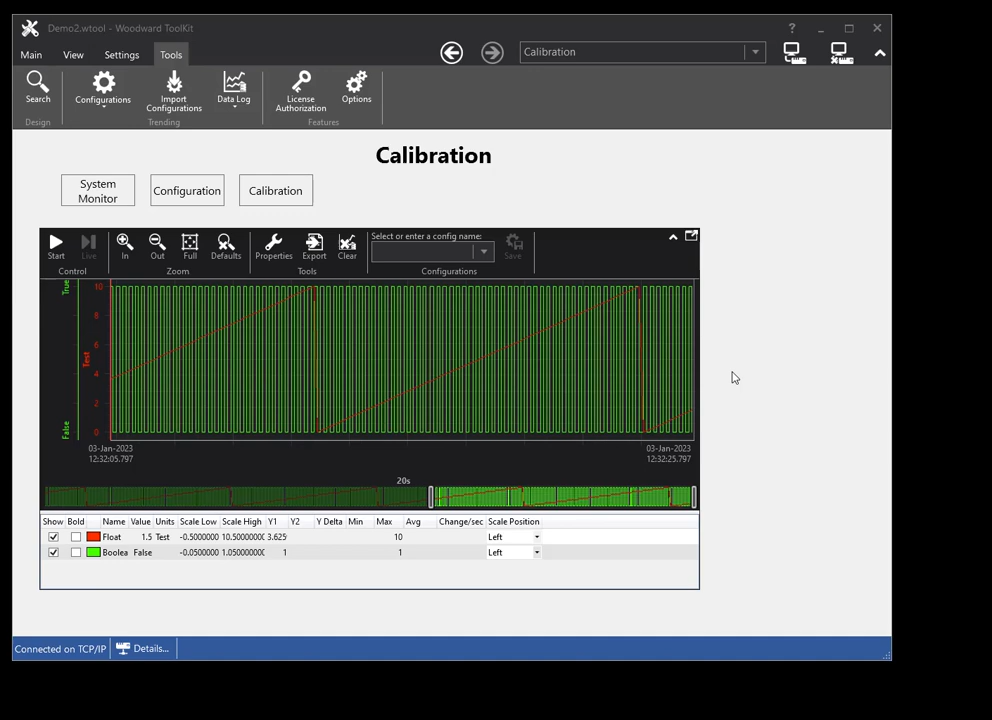 Demo2.wtool - Woodward ToolKit
?
Main View Settings Tools
Calibration
Search
Configurations
Import
Configurations
Data Log
License
Authorization
Options
Design
Trending
Features
Calibration
System
Monitor
Configuration
Calibration
Start Live In Out Full Defaults Properties Export Clear
Select or enter a config name:
Save
Control Zoom Tools Configurations
True
False
Test
10
8
6
4
2
0
03-Jan-2023
12:32:05.797
03-Jan-2023
12:32:25.797
20s
Show Bold Name Value Units Scale Low Scale High Y1 Y2 Y Delta Min Max Avg Change/sec Scale Position
Float 1.5 Test -0.5000000 10.5000000 3.625 10 Left
Boolea False -0.0500000 1.0500000 1 1 Left
Connected on TCP/IP Details...